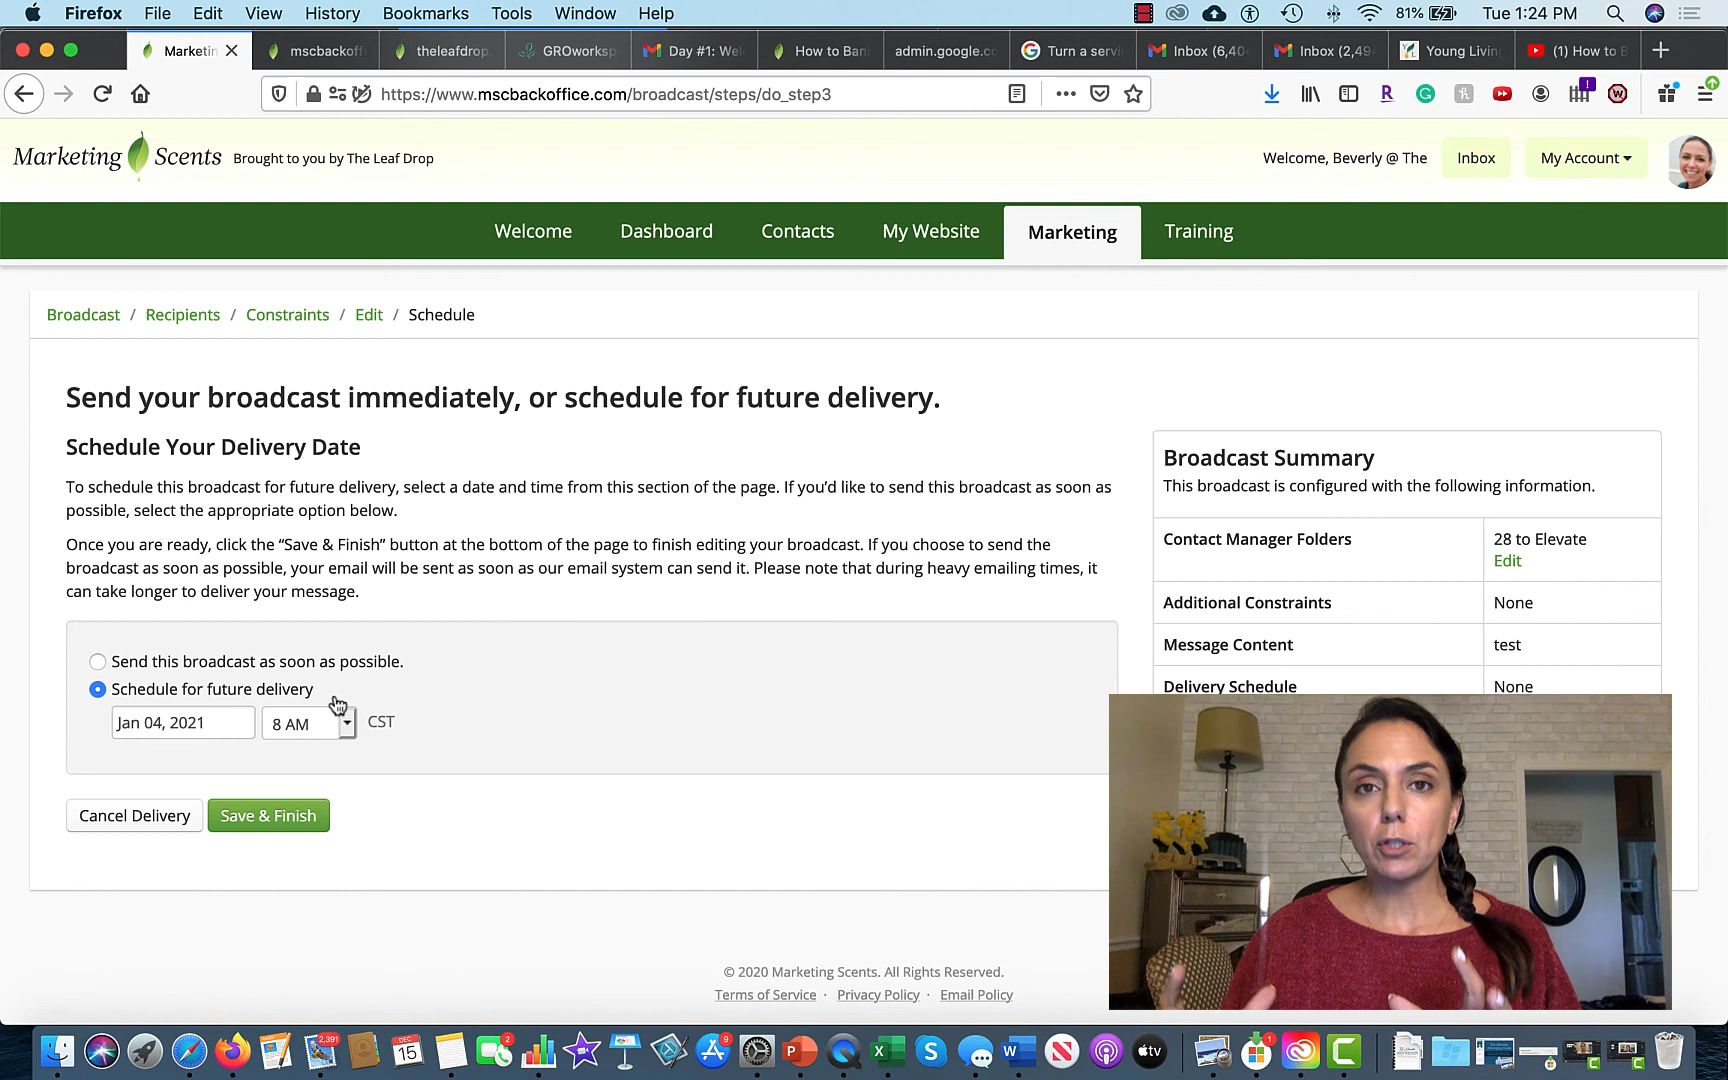 Firefox File Edit View History Bookmarks Tools Window Help 81% Tue 1:24 PM
Marketin mscbackoffi theleafdrop. GROworksp Day #1: Wel How to Ban admin.google.co Turn a servi Inbox (6,40 Inbox (2,49 Young Livin (1) How to B
https://www.mscbackoffice.com/broadcast/steps/do_step3
Marketing Scents Brought to you by The Leaf Drop Welcome, Beverly @ The Inbox My Account
Welcome Dashboard Contacts My Website Marketing Training
Broadcast / Recipients / Constraints / Edit / Schedule
Send your broadcast immediately, or schedule for future delivery.
Schedule Your Delivery Date
To schedule this broadcast for future delivery, select a date and time from this section of the page. If you’d like to send this broadcast as soon as
possible, select the appropriate option below.
Once you are ready, click the “Save & Finish” button at the bottom of the page to finish editing your broadcast. If you choose to send the
broadcast as soon as possible, your email will be sent as soon as our email system can send it. Please note that during heavy emailing times, it
can take longer to deliver your message.
Send this broadcast as soon as possible.
Schedule for future delivery
Jan 04, 2021 8 AM CST
Cancel Delivery Save & Finish
Broadcast Summary
This broadcast is configured with the following information.
Contact Manager Folders 28 to Elevate
Edit
Additional Constraints None
Message Content test
Delivery Schedule None
© 2020 Marketing Scents. All Rights Reserved.
Terms of Service · Privacy Policy · Email Policy
2,391 DEC 15 2 9 1
tv